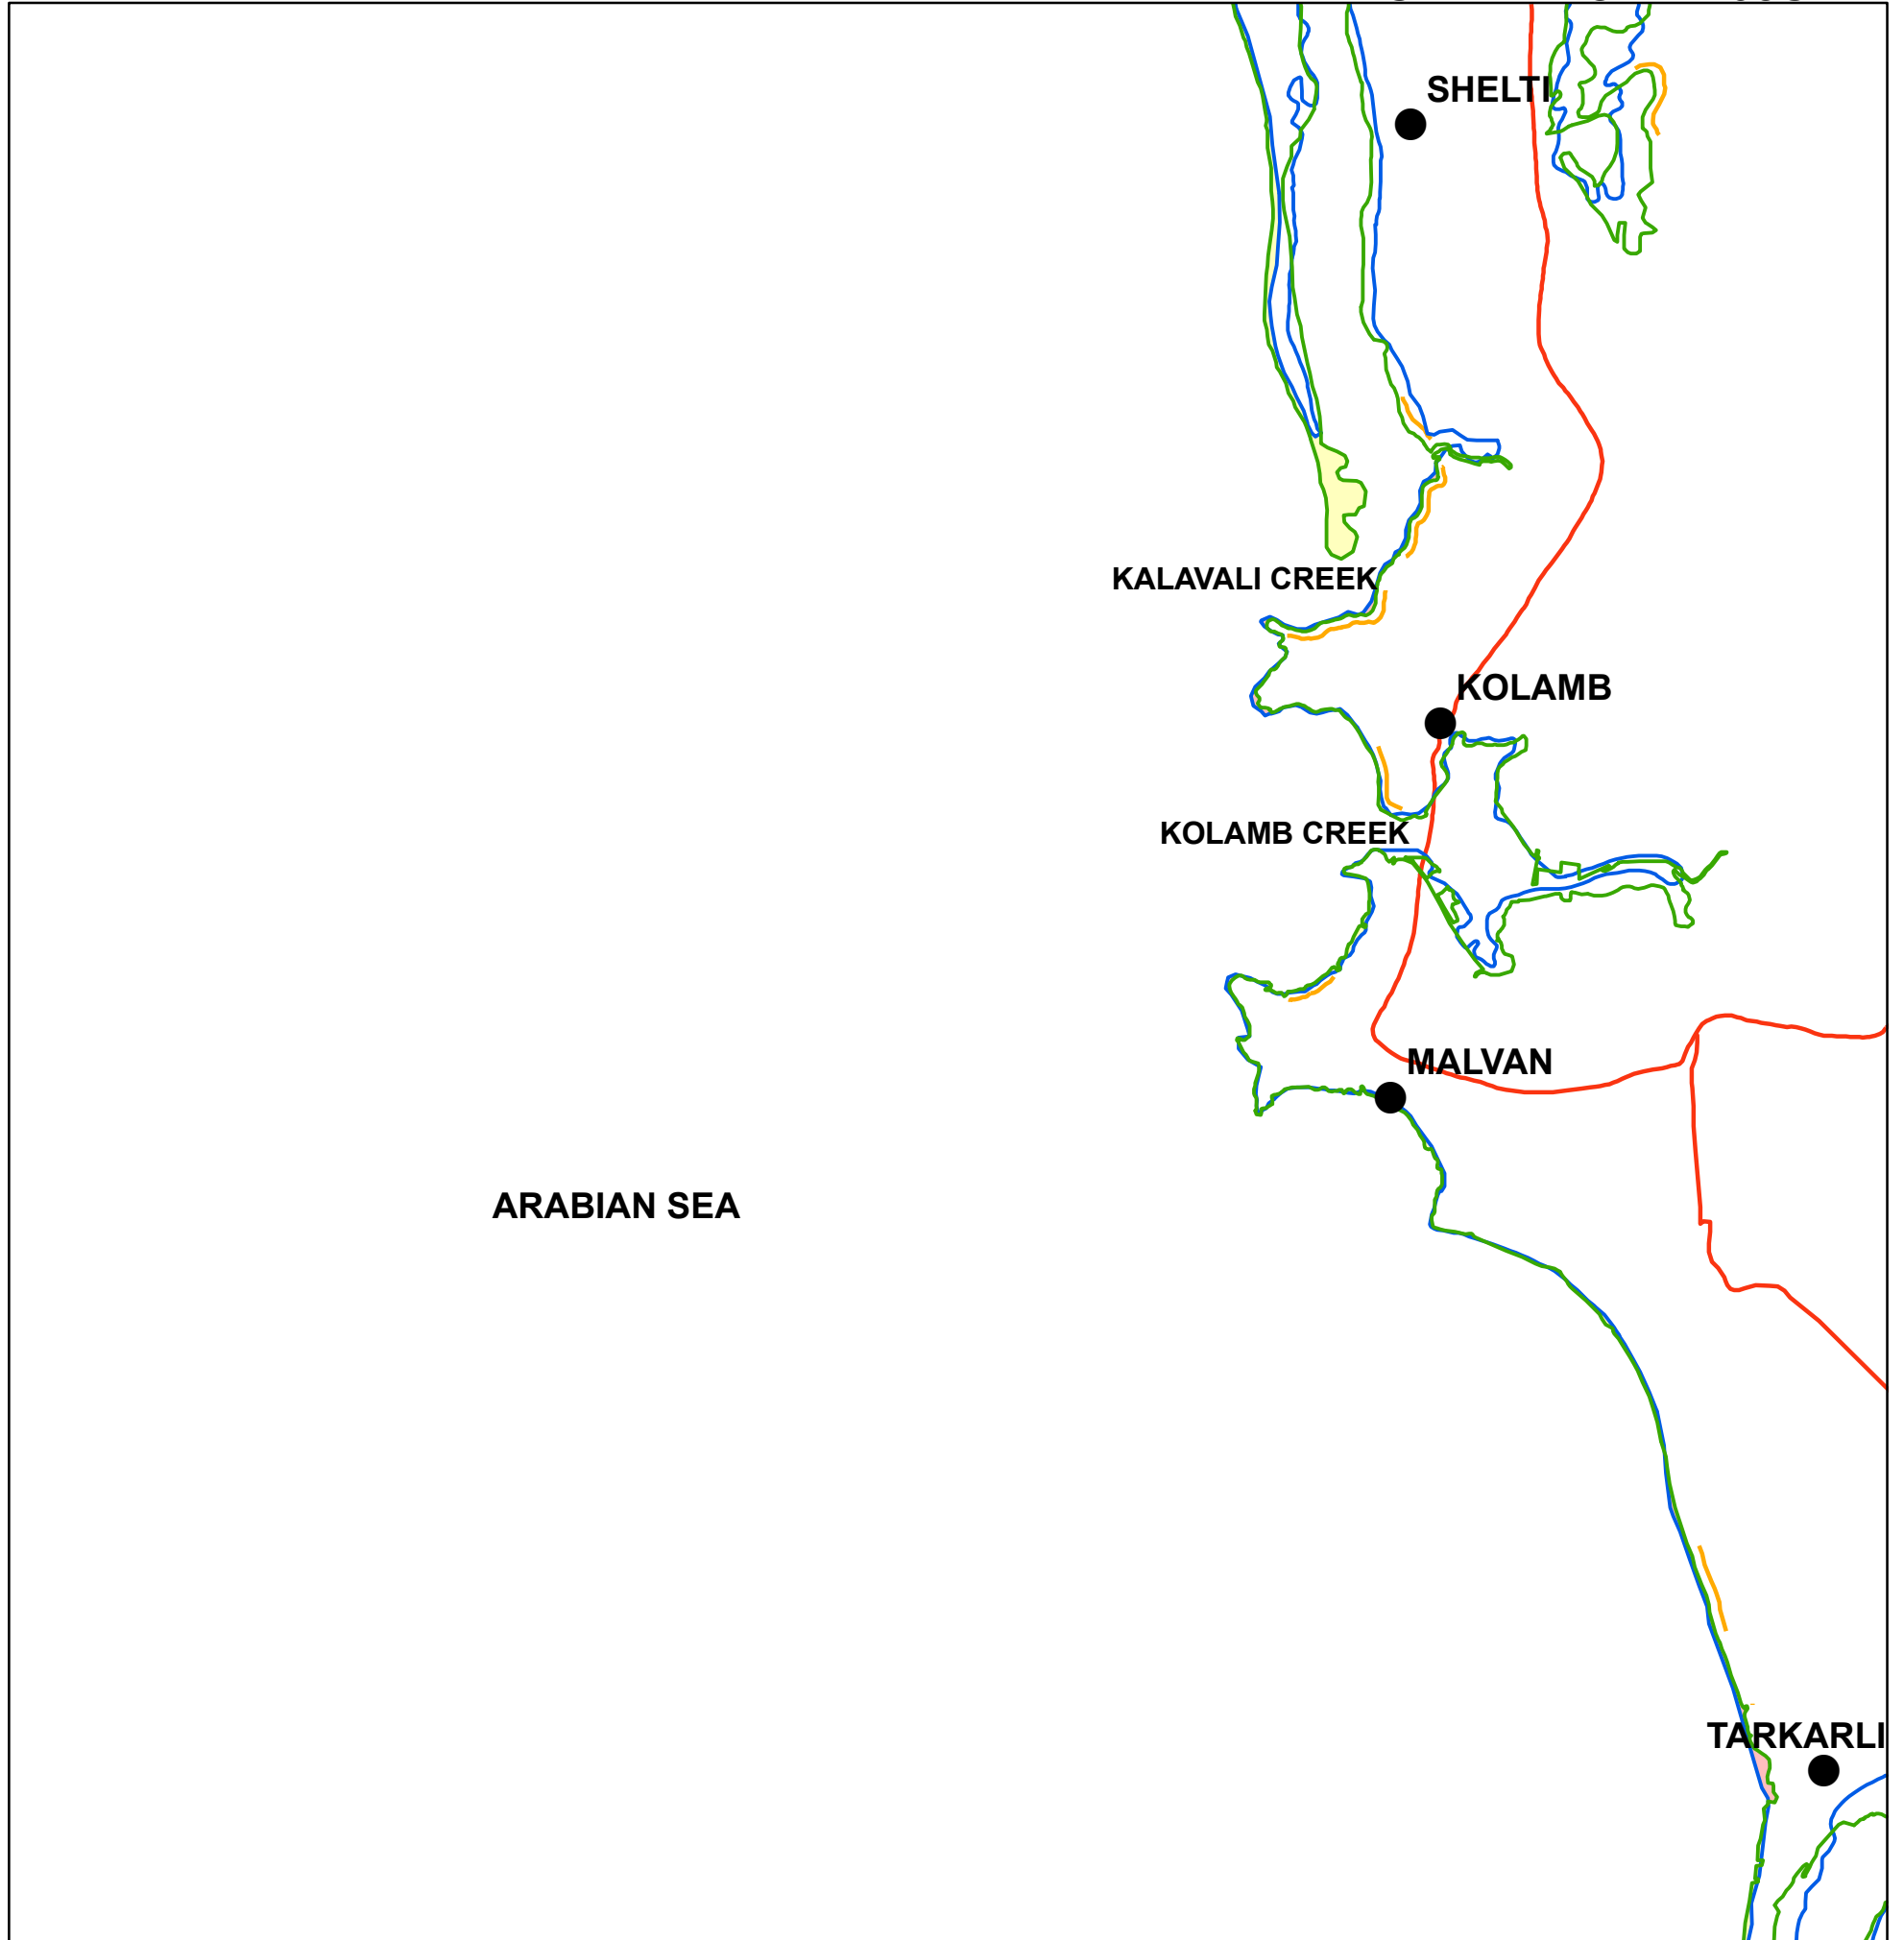 SHELTI
KALAVALI CREEK
KOLAMB
KOLAMB CREEK
MALVAN
ARABIAN SEA
TARKARLI